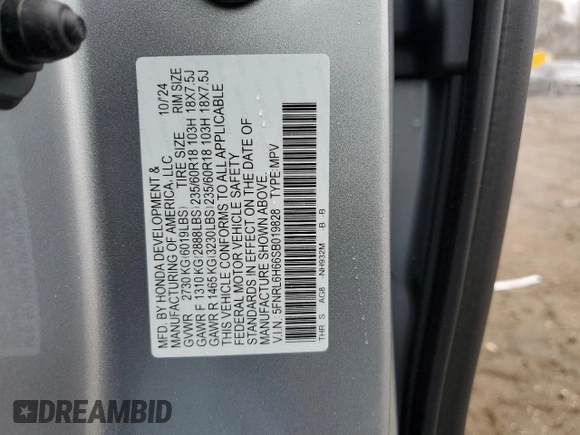 MFD. BY HONDA DEVELOPMENT & 10/24
MANUFACTURING OF AMERICA, LLC
TIRE SIZE RIM SIZE
GVWR 2730 KG(6019LBS)
GAWR F 1310 KG(2888LBS)235/60R18 103H 18X7.5J
GAWR R 1465 KG(3230LBS)235/60R18 103H 18X7.5J
THIS VEHICLE CONFORMS TO ALL APPLICABLE
FEDERAL MOTOR VEHICLE SAFETY
STANDARDS IN EFFECT ON THE DATE OF
MANUFACTURE SHOWN ABOVE.
V.I.N. 5FNRL6H66SB019828 TYPE:MPV
THR S AG8 NH932M -B -B
DREAMBID